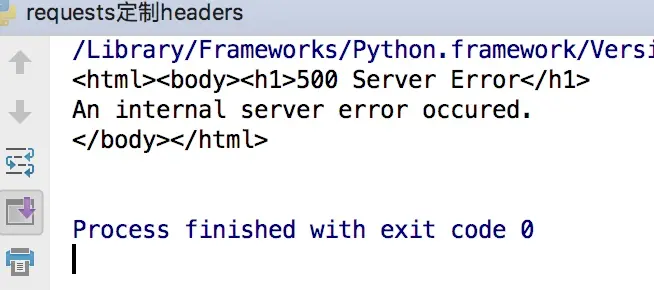 requests定制headers
/Library/Frameworks/Python.framework/Versi
<html><body><h1>500 Server Error</h1>
An internal server error occured.
</body></html>
Process finished with exit code 0